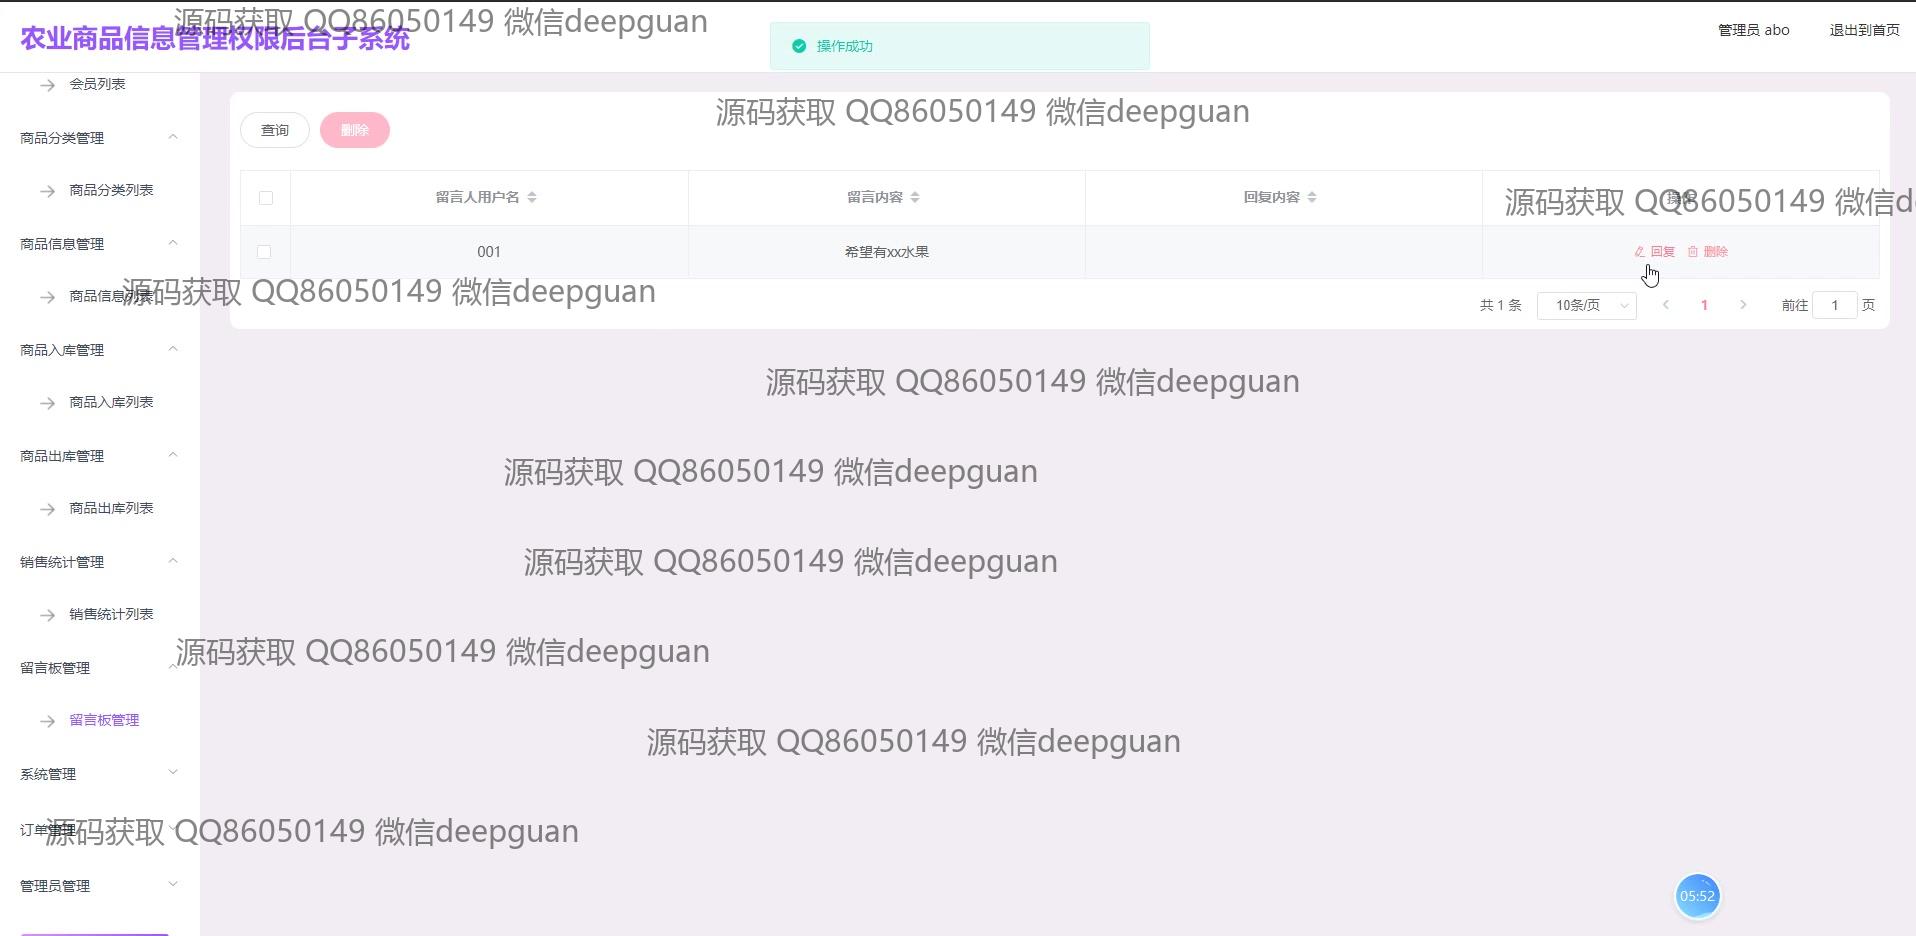 源码获取 QQ86050149 微信deepguan
农业商品信息管理权限后台子系统
操作成功
管理员 abo
退出到首页
会员列表
商品分类管理
商品分类列表
商品信息管理
商品信息列表
商品入库管理
商品入库列表
商品出库管理
商品出库列表
销售统计管理
销售统计列表
留言板管理
留言板管理
系统管理
订单管理
管理员管理
源码获取 QQ86050149 微信deepguan
查询
删除
留言人用户名
留言内容
回复内容
操作
源码获取 QQ86050149 微信d
001
希望有xx水果
回复
删除
源码获取 QQ86050149 微信deepguan
共 1 条
10条/页
1
前往 1 页
源码获取 QQ86050149 微信deepguan
源码获取 QQ86050149 微信deepguan
源码获取 QQ86050149 微信deepguan
源码获取 QQ86050149 微信deepguan
源码获取 QQ86050149 微信deepguan
源码获取 QQ86050149 微信deepguan
05:52